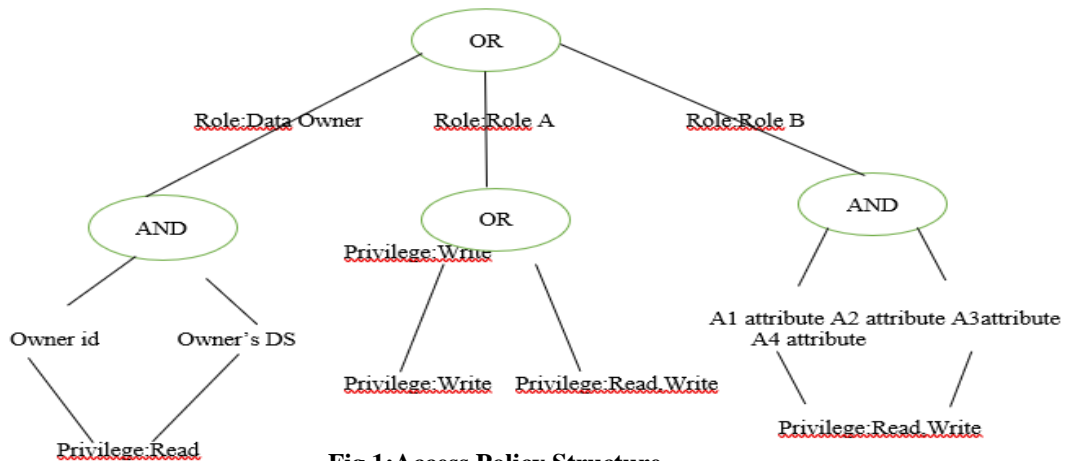 OR
Role:Data Owner
Role:Role A
Role:Role B
AND
OR
AND
Privilege:Write
Owner id
Owner's DS
A1 attribute A2 attribute A3attribute
A4 attribute
Privilege:Write
Privilege:Read,Write
Privilege:Read,Write
Privilege:Read
Fig 1:Access Policy Structure